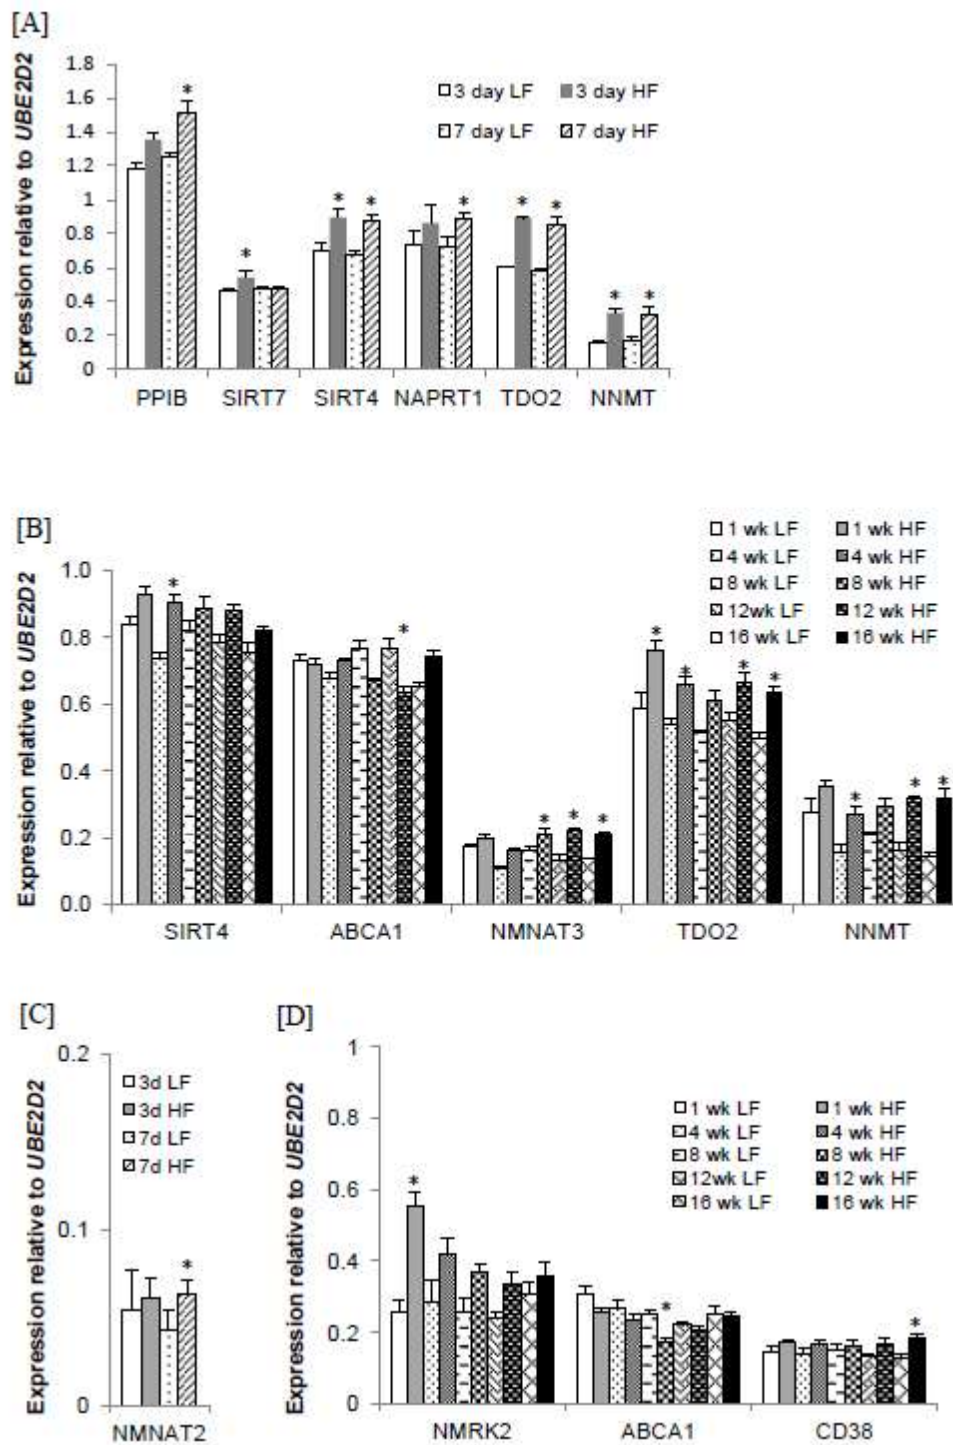 [A]
Expression relative to UBE2D2
1.8
1.6
1.4
1.2
1
0.8
0.6
0.4
0.2
0
3 day LF 3 day HF
7 day LF 7 day HF
*
*
* *
*
* *
* *
PPIB SIRT7 SIRT4 NAPRT1 TDO2 NNMT
[B]
Expression relative to UBE2D2
1.0
0.8
0.6
0.4
0.2
0.0
1 wk LF 1 wk HF
4 wk LF 4 wk HF
8 wk LF 8 wk HF
12wk LF 12 wk HF
16 wk LF 16 wk HF
*
*
* * *
* * * *
* * *
SIRT4 ABCA1 NMNAT3 TDO2 NNMT
[C]
Expression relative to UBE2D2
0.2
0.1
0
3d LF
3d HF
7d LF
7d HF
*
NMNAT2
[D]
Expression relative to UBE2D2
1
0.8
0.6
0.4
0.2
0
1 wk LF 1 wk HF
4 wk LF 4 wk HF
8 wk LF 8 wk HF
12wk LF 12 wk HF
16 wk LF 16 wk HF
*
*
*
NMRK2 ABCA1 CD38